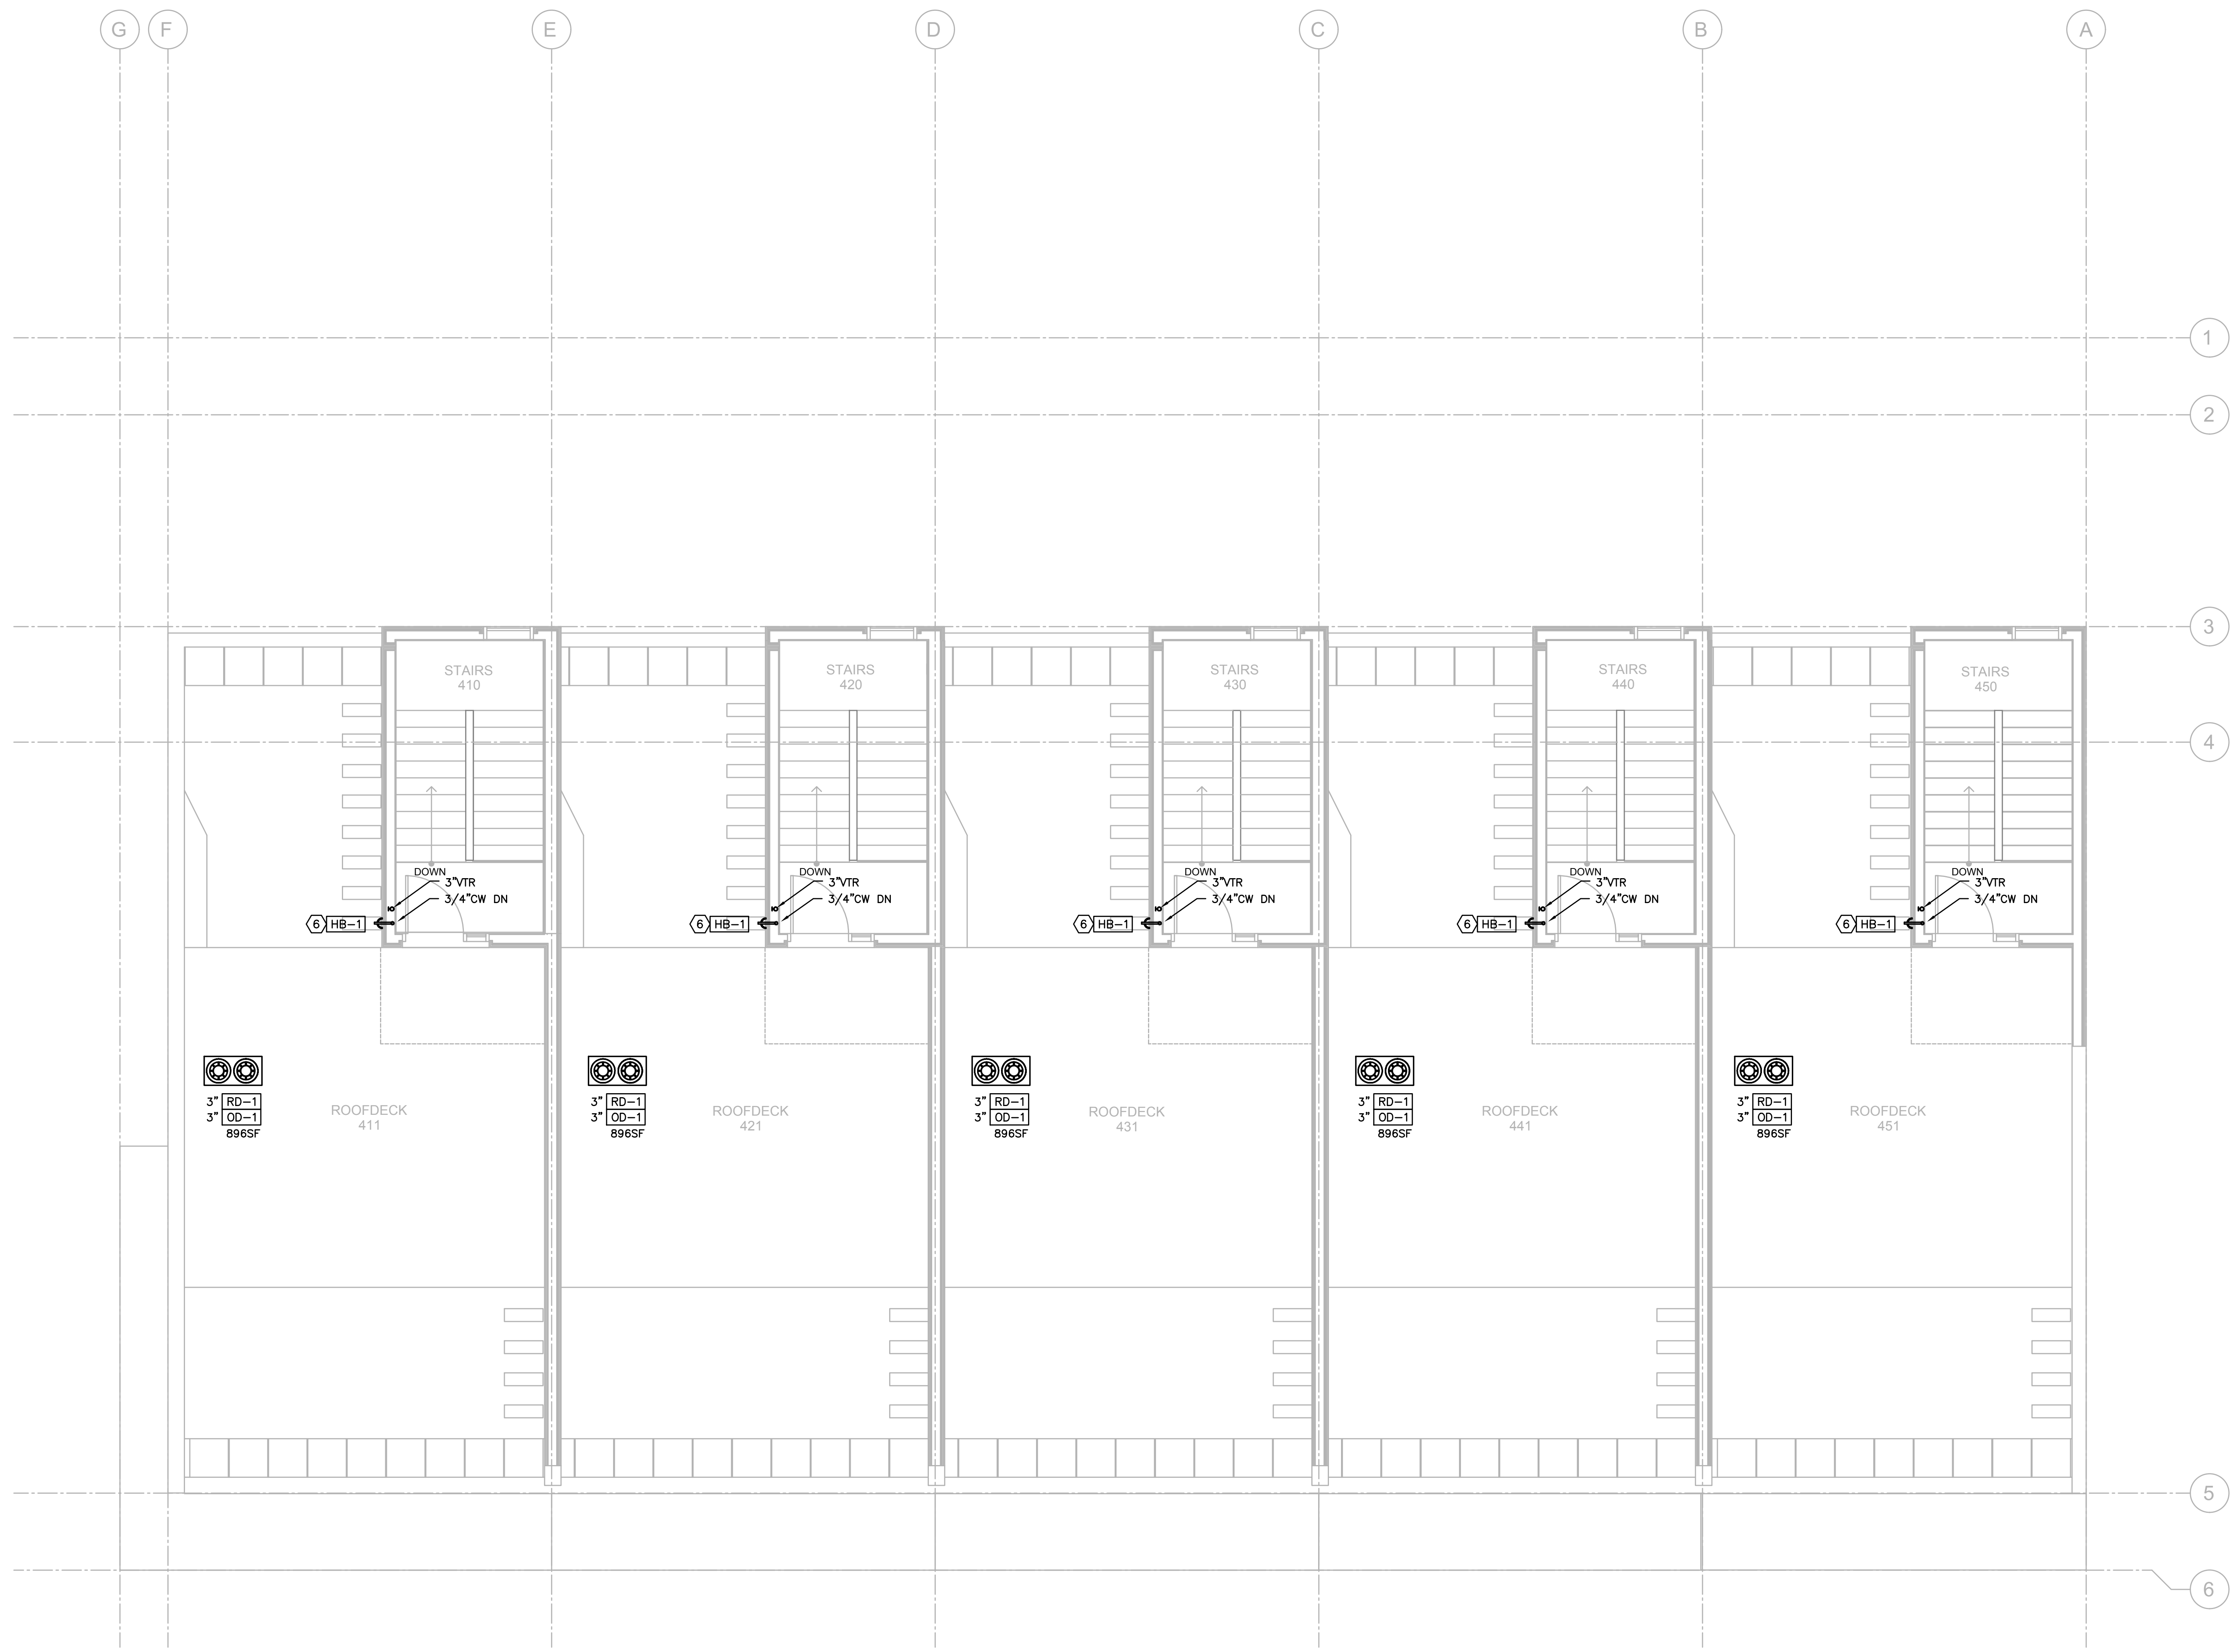 G F E D C B A
1
2
3
STAIRS
410
STAIRS
420
STAIRS
430
STAIRS
440
STAIRS
450
4
DOWN
3"VTR
3/4"CW DN
6 HB-1
DOWN
3"VTR
3/4"CW DN
6 HB-1
DOWN
3"VTR
3/4"CW DN
6 HB-1
DOWN
3"VTR
3/4"CW DN
6 HB-1
DOWN
3"VTR
3/4"CW DN
6 HB-1
3" RD-1
3" OD-1
896SF
ROOFDECK
411
3" RD-1
3" OD-1
896SF
ROOFDECK
421
3" RD-1
3" OD-1
896SF
ROOFDECK
431
3" RD-1
3" OD-1
896SF
ROOFDECK
441
3" RD-1
3" OD-1
896SF
ROOFDECK
451
5
6